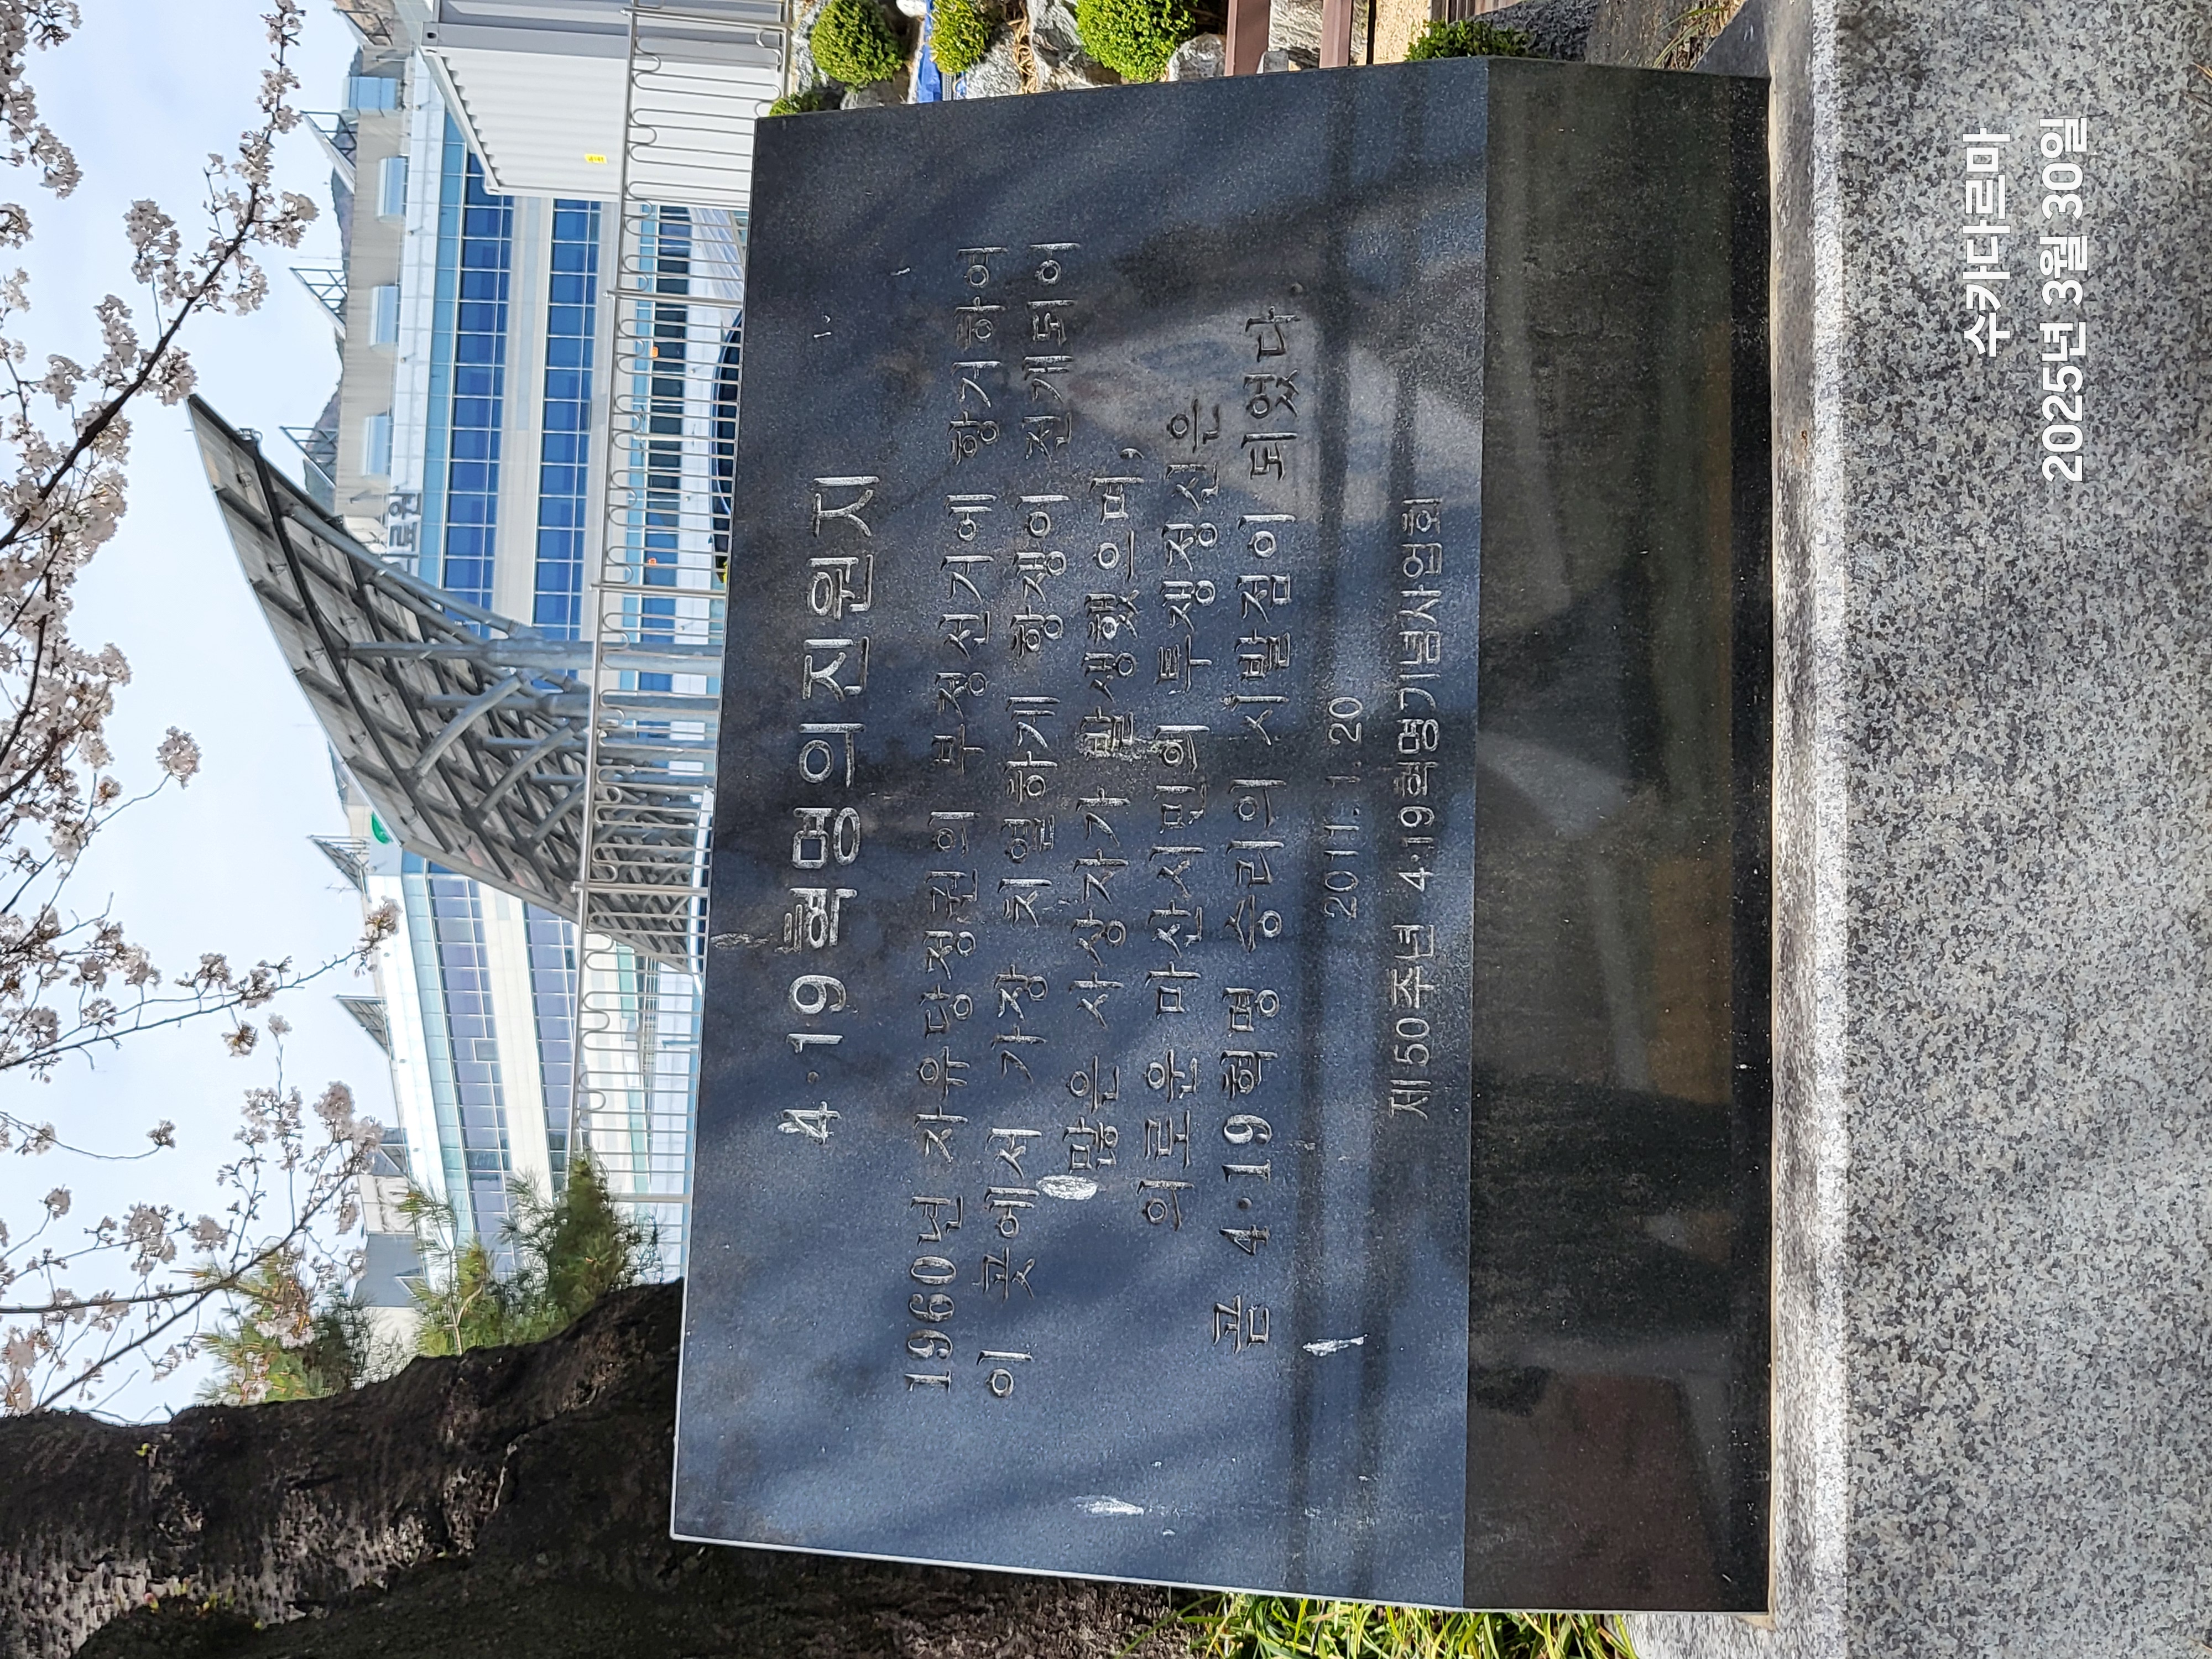 4·19혁명의진원지
1960년 자유당정권의 부정선거에 항거하여
이 곳에서 가장 치열하게 항쟁이 전개되어
많은 사상자가 발생했으며,
의로운 마산시민의 투쟁정신은
곧 4·19혁명 승리의 시발점이 되었다.
2011. 1. 20
제50주년 4·19혁명기념사업회
수카다르마
2025년 3월 30일